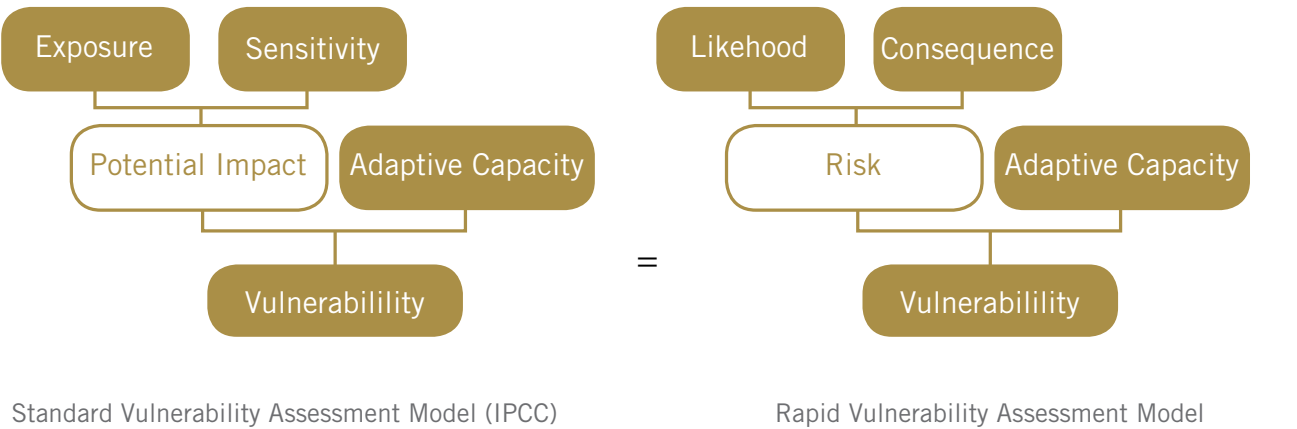 Exposure
Sensitivity
Likehood
Consequence
Potential Impact
Adaptive Capacity
Risk
Adaptive Capacity
=
Vulnerabilility
Vulnerabilility
Standard Vulnerability Assessment Model (IPCC)
Rapid Vulnerability Assessment Model